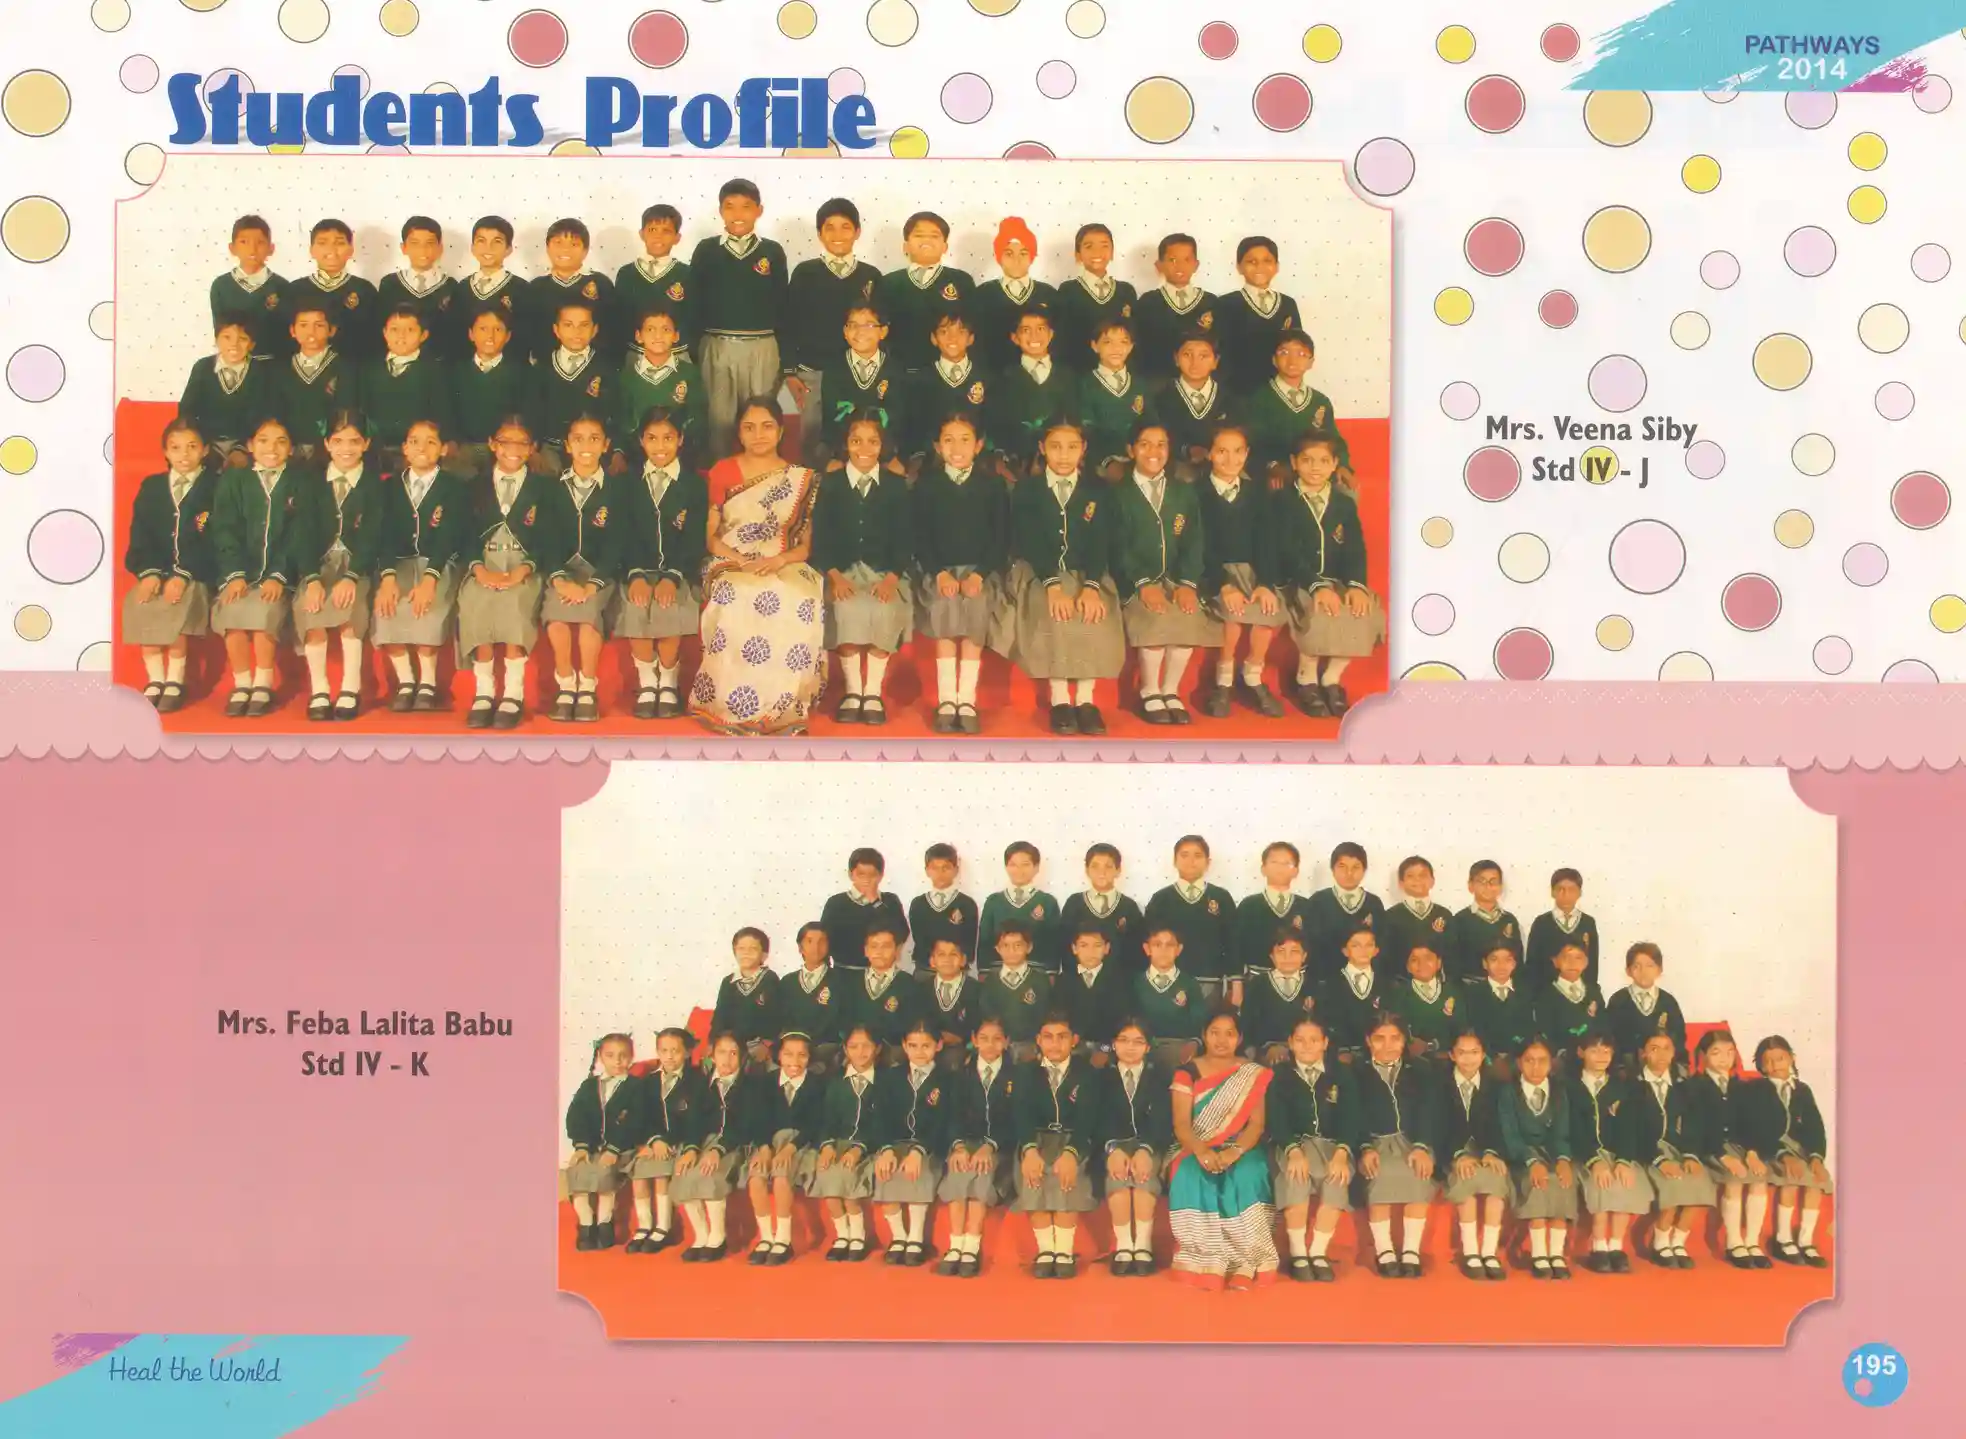 PATHWAYS
2014
Students Profile
Mrs. Veena Siby
Std IV - J
Mrs. Feba Lalita Babu
Std IV - K
Heal the World
195